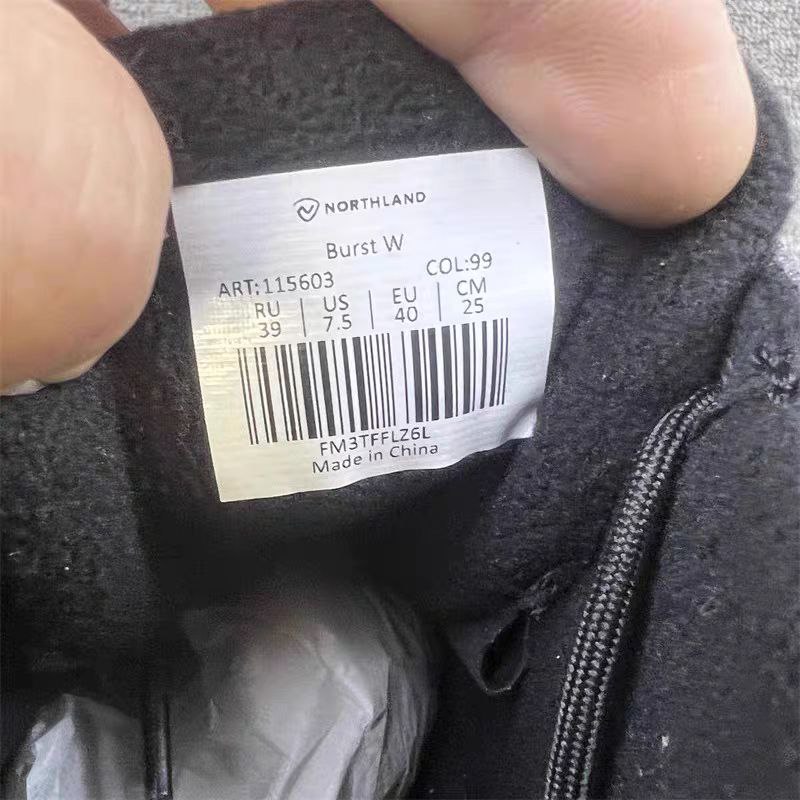 NORTHLAND
Burst W
ART:115603 COL:99
RU US EU CM
39 7.5 40 25
FM3TFFLZ6L
Made in China